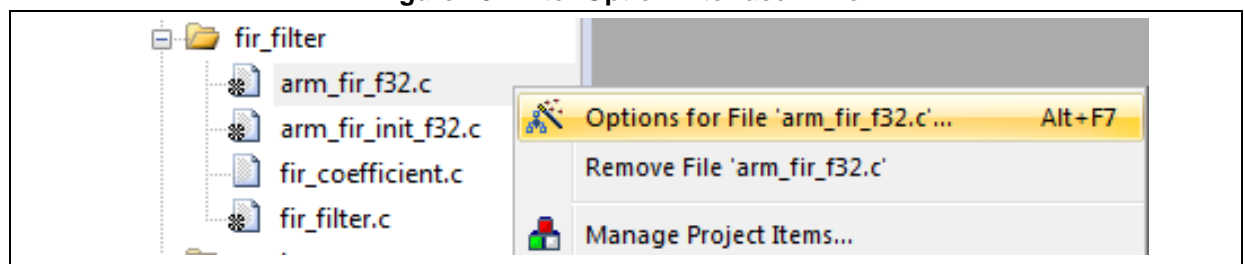 fir_filter
arm_fir_f32.c
Options for File 'arm_fir_f32.c'... Alt+F7
arm_fir_init_f32.c
Remove File 'arm_fir_f32.c'
fir_coefficient.c
fir_filter.c
Manage Project Items...